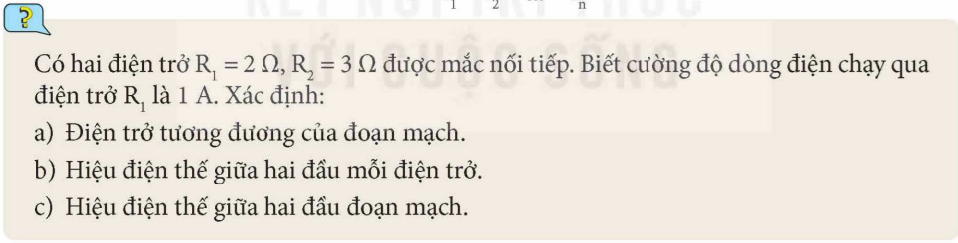 1 2 n
?
Có hai điện trở R₁ = 2 Ω, R₂ = 3 Ω được mắc nối tiếp. Biết cường độ dòng điện chạy qua
điện trở R₁ là 1 A. Xác định:
a) Điện trở tương đương của đoạn mạch.
b) Hiệu điện thế giữa hai đầu mỗi điện trở.
c) Hiệu điện thế giữa hai đầu đoạn mạch.